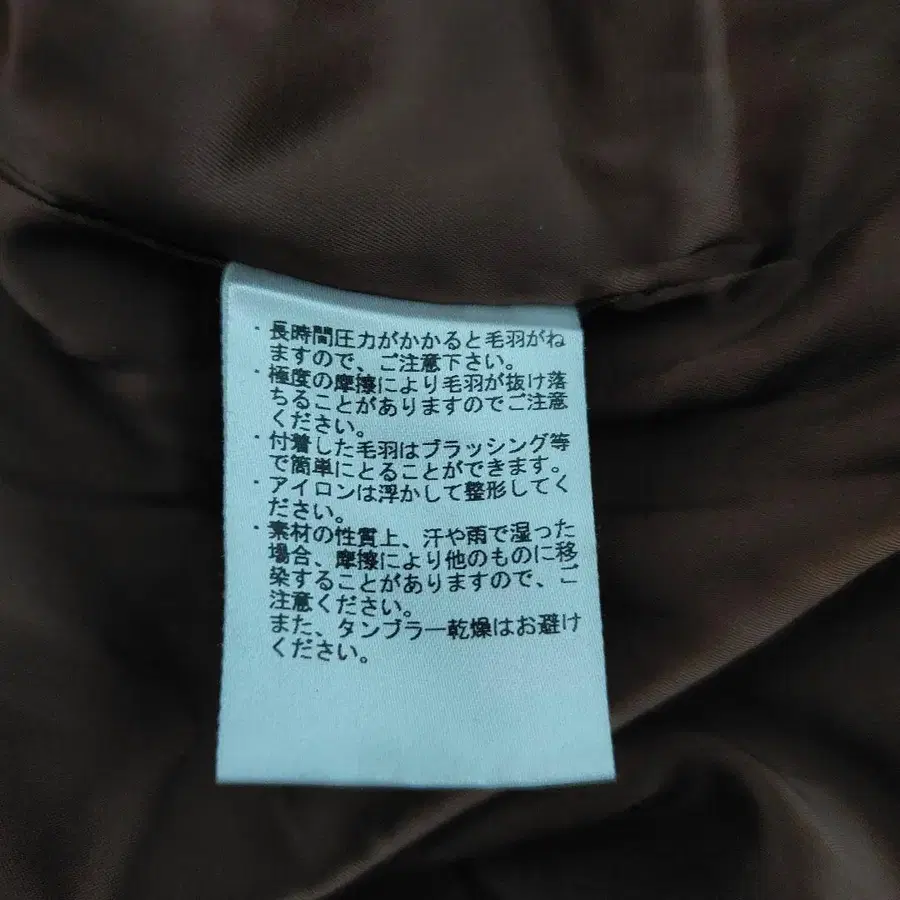 ・長時間圧力がかかると毛羽がね
ますので、ご注意下さい。
・極度の摩擦により毛羽が抜け落
ちることがありますのでご注意
ください。
・付着した毛羽はブラッシング等
で簡単にとることができます。
・アイロンは浮かして整形してく
ださい。
・素材の性質上、汗や雨で湿った
場合、摩擦により他のものに移
染することがありますので、ご
注意ください。
また、タンブラー乾燥はお避け
ください。